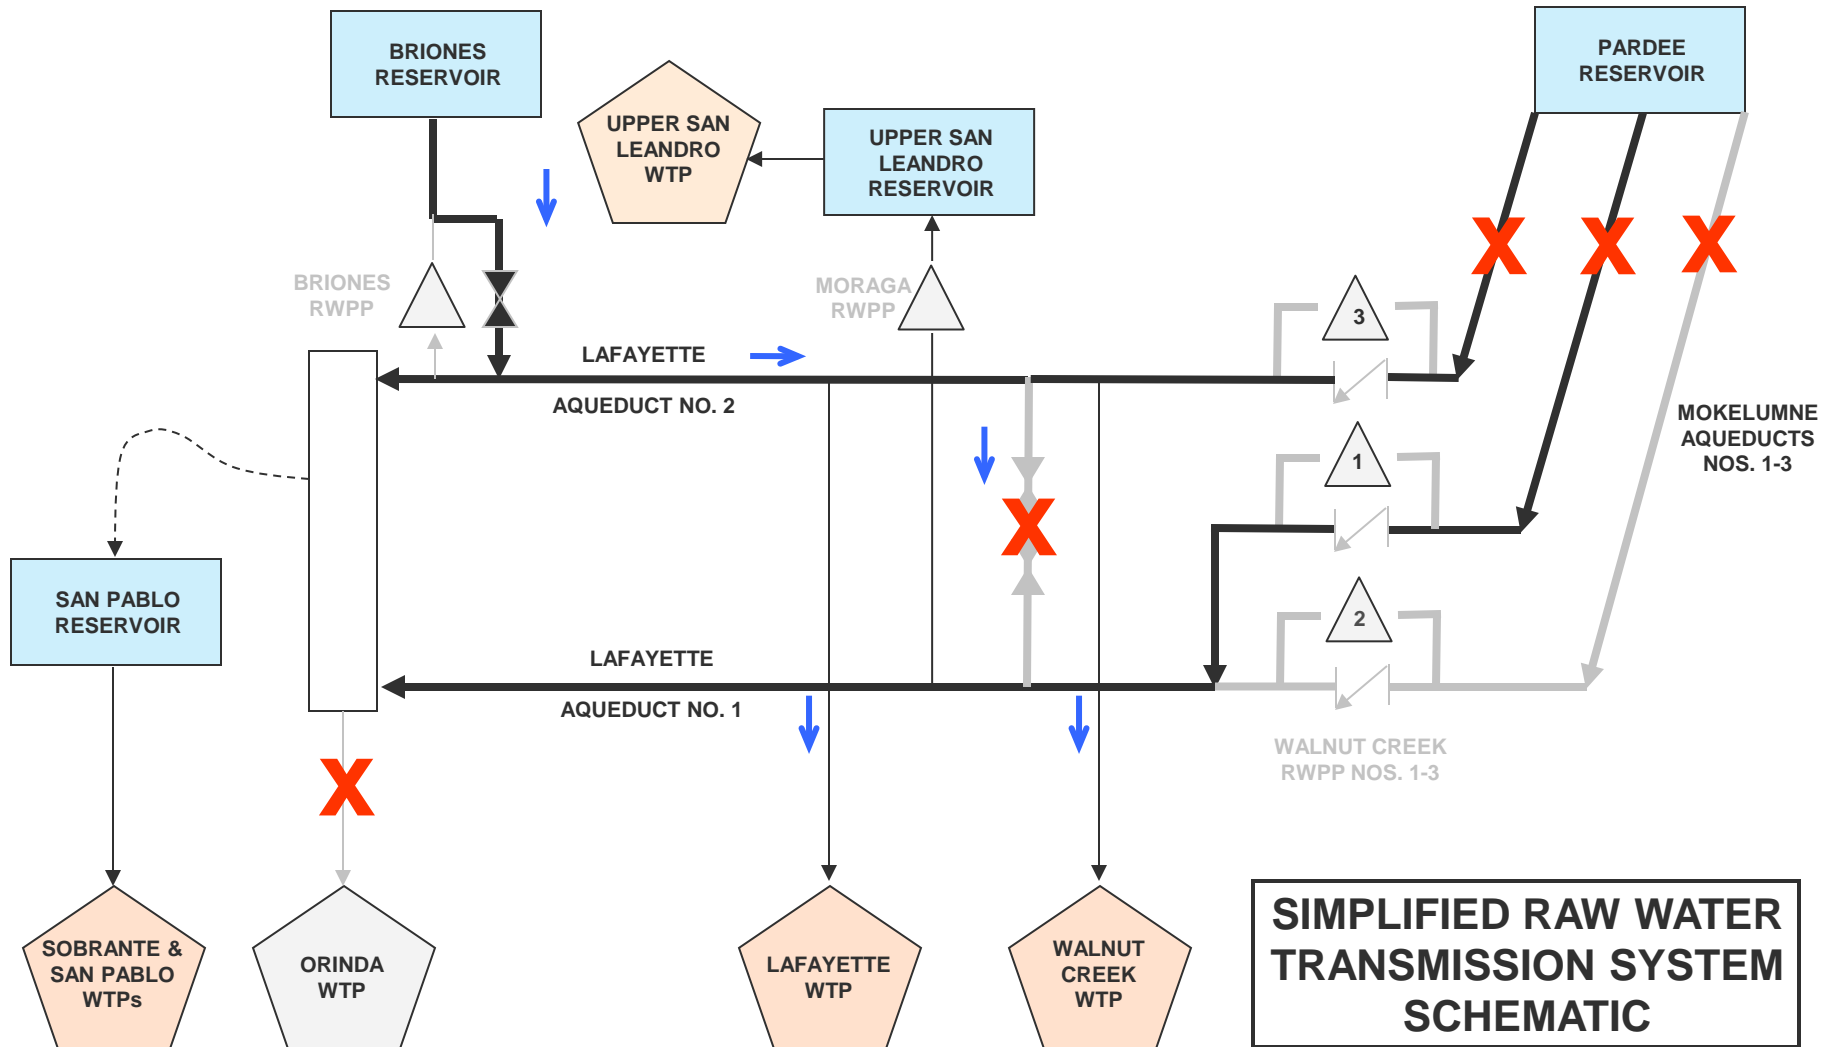 BRIONES
RESERVOIR
UPPER SAN
LEANDRO
WTP
UPPER SAN
LEANDRO
RESERVOIR
PARDEE
RESERVOIR
X
X
X
BRIONES
RWPP
MORAGA
RWPP
3
LAFAYETTE
AQUEDUCT NO. 2
MOKELUMNE
AQUEDUCTS
NOS. 1-3
1
X
SAN PABLO
RESERVOIR
2
LAFAYETTE
AQUEDUCT NO. 1
WALNUT CREEK
RWPP NOS. 1-3
X
SOBRANTE &
SAN PABLO
WTPs
ORINDA
WTP
LAFAYETTE
WTP
WALNUT
CREEK
WTP
SIMPLIFIED RAW WATER
TRANSMISSION SYSTEM
SCHEMATIC